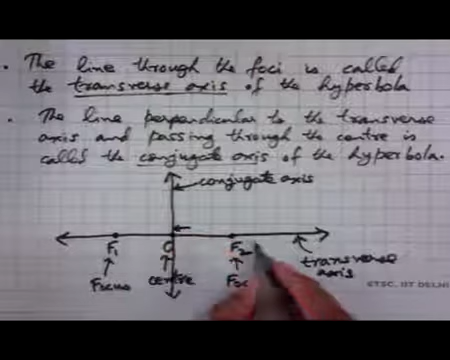 . The line through the foci is called
the transverse axis of the hyperbola
. The line perpendicular to the transverse
axis and passing through the centre is
called the conjugate axis of the hyperbola.
conjugate axis
F1 C F2
Focus centre Foc
transverse
axis
ETSC, IIT DELHI